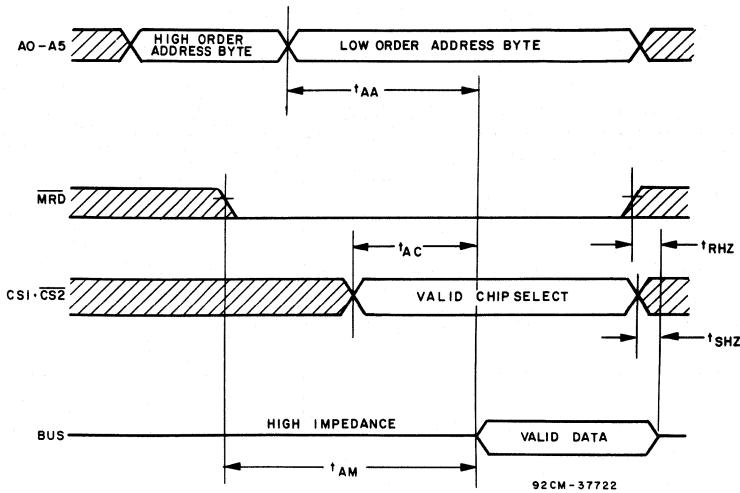 A0-A5
HIGH ORDER
ADDRESS BYTE
LOW ORDER ADDRESS BYTE
tAA
MRD
tAC
tRHZ
CS1·CS2
VALID CHIP SELECT
tSHZ
HIGH IMPEDANCE
BUS
VALID DATA
tAM
92CM-37722